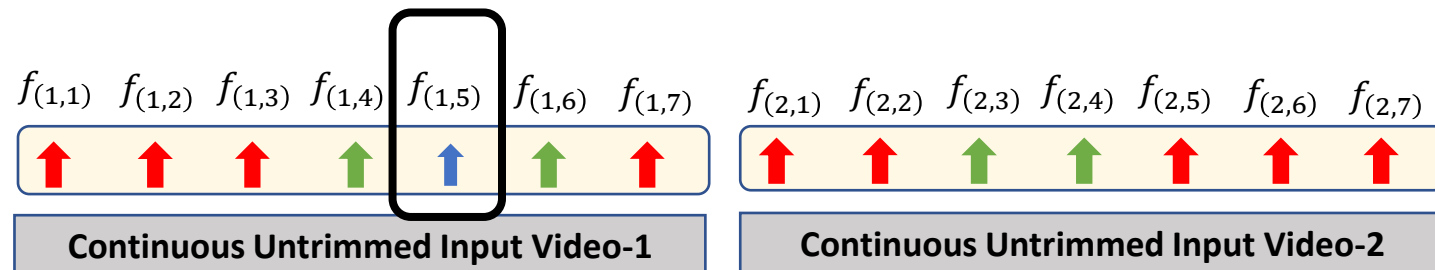 f(1,1) f(1,2) f(1,3) f(1,4) f(1,5) f(1,6) f(1,7) f(2,1) f(2,2) f(2,3) f(2,4) f(2,5) f(2,6) f(2,7)
Continuous Untrimmed Input Video-1 Continuous Untrimmed Input Video-2